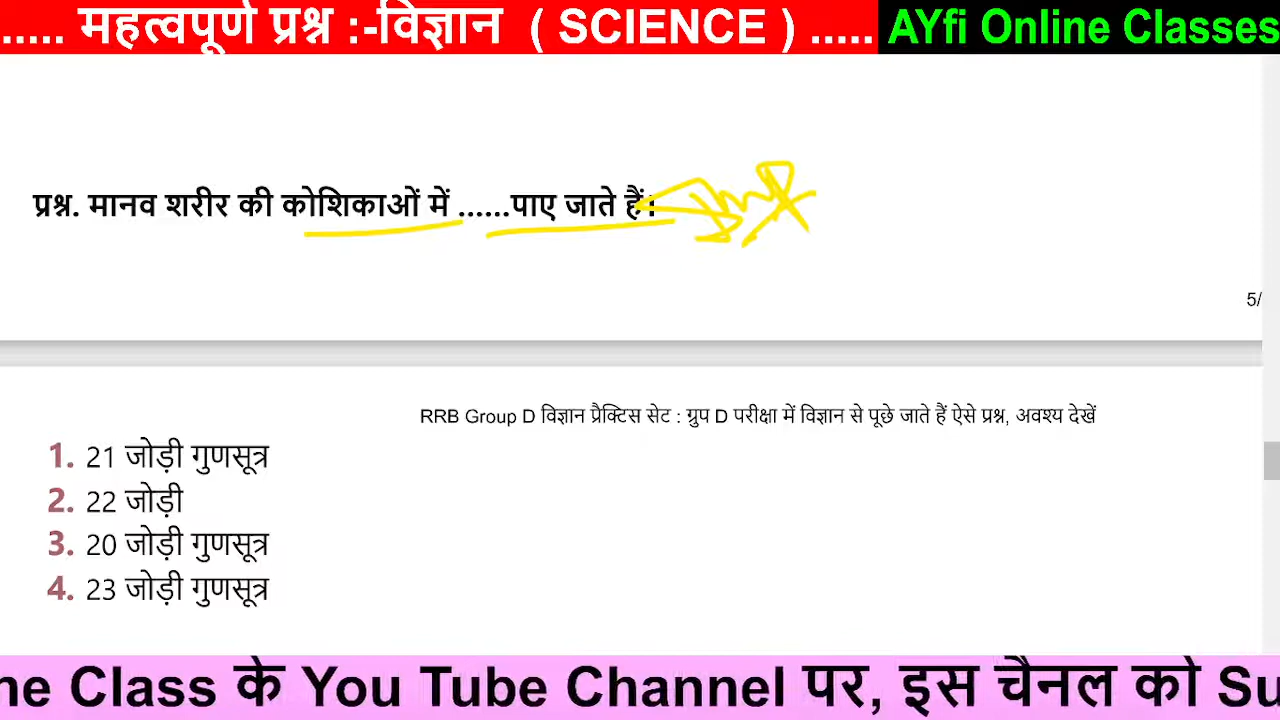 ..... महत्वपूर्ण प्रश्न :-विज्ञान ( SCIENCE ) ..... AYfi Online Classes
प्रश्न. मानव शरीर की कोशिकाओं में ......पाए जाते हैं।
5/
RRB Group D विज्ञान प्रैक्टिस सेट : ग्रुप D परीक्षा में विज्ञान से पूछे जाते हैं ऐसे प्रश्न, अवश्य देखें
1. 21 जोड़ी गुणसूत्र
2. 22 जोड़ी
3. 20 जोड़ी गुणसूत्र
4. 23 जोड़ी गुणसूत्र
ne Class के You Tube Channel पर, इस चैनल को Su